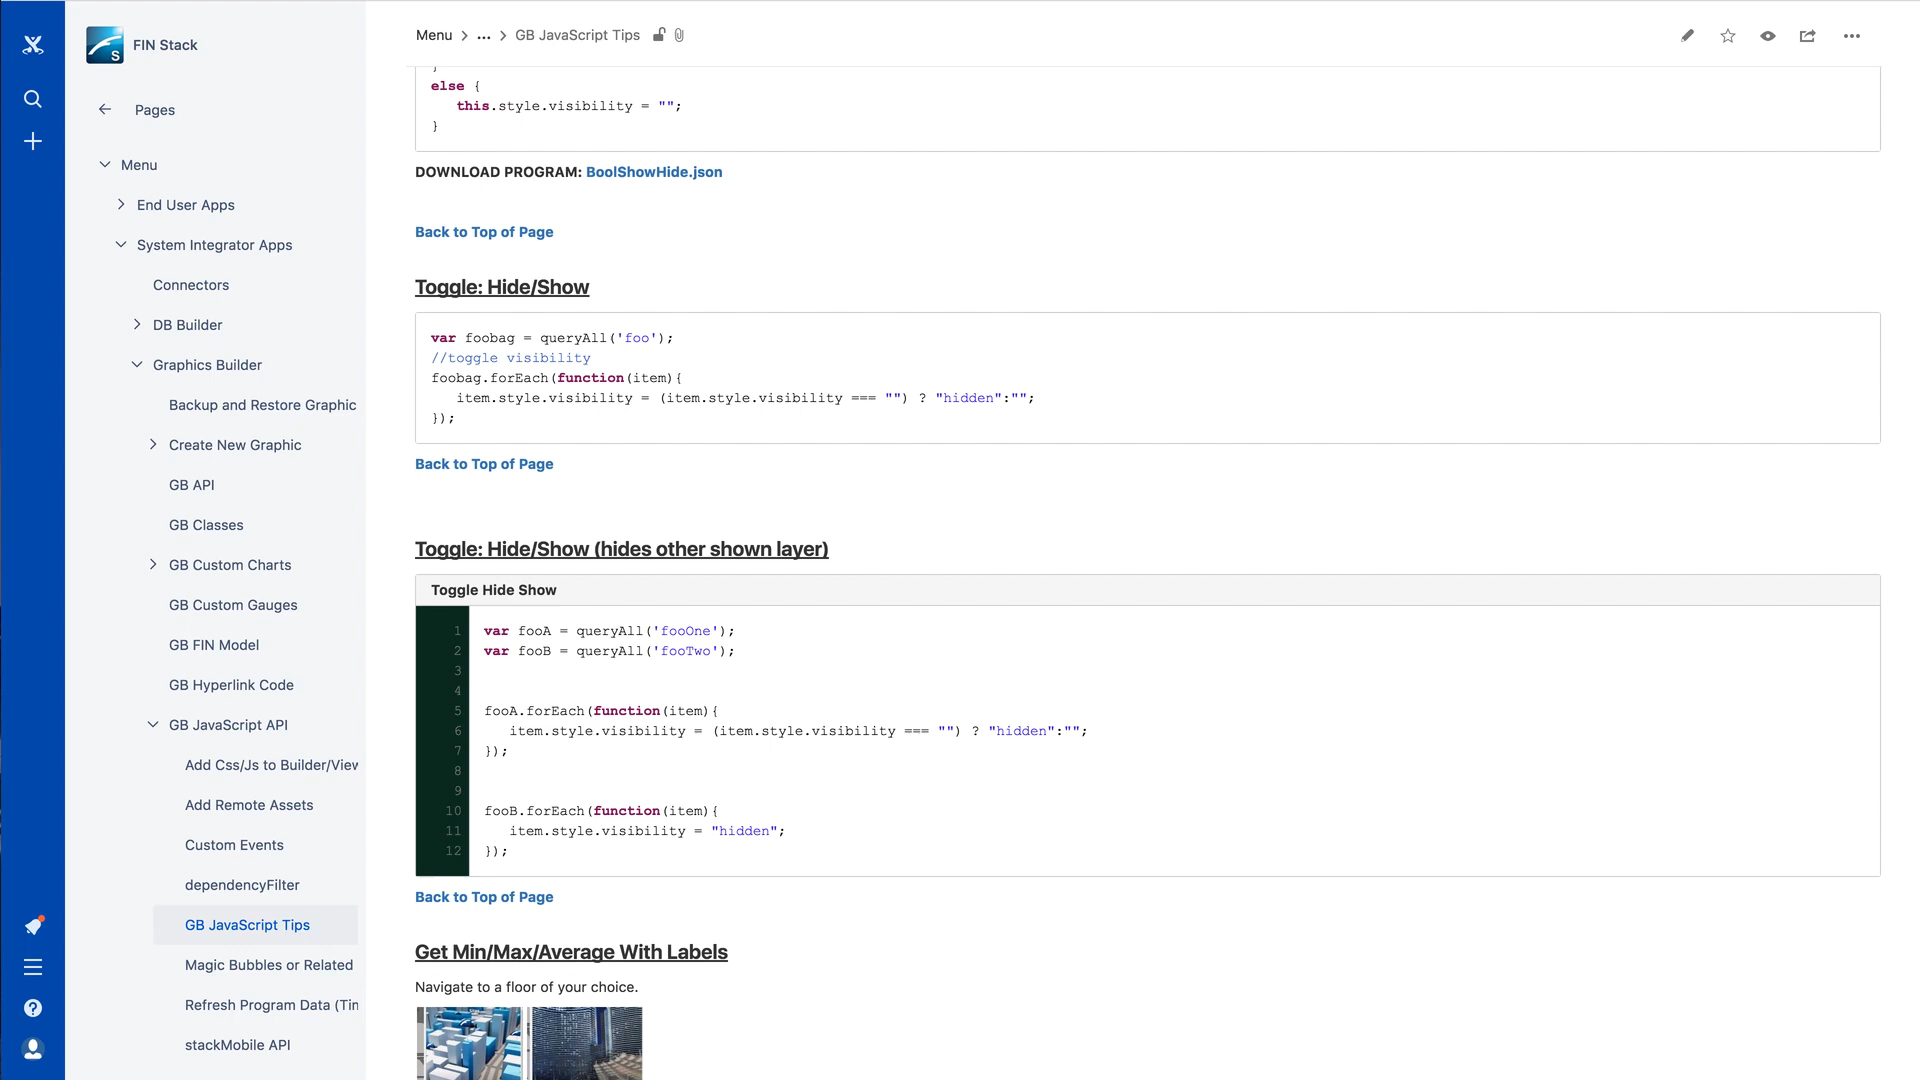 FIN Stack
Pages
Menu
End User Apps
System Integrator Apps
Connectors
DB Builder
Graphics Builder
Backup and Restore Graphic
Create New Graphic
GB API
GB Classes
GB Custom Charts
GB Custom Gauges
GB FIN Model
GB Hyperlink Code
GB JavaScript API
Add Css/Js to Builder/View
Add Remote Assets
Custom Events
dependencyFilter
GB JavaScript Tips
Magic Bubbles or Related
Refresh Program Data (Tim
stackMobile API
Menu > ... > GB JavaScript Tips
}
else {
this.style.visibility = "";
}
DOWNLOAD PROGRAM: BoolShowHide.json
Back to Top of Page
Toggle: Hide/Show
var foobag = queryAll('foo');
//toggle visibility
foobag.forEach(function(item){
item.style.visibility = (item.style.visibility === "") ? "hidden":"";
});
Back to Top of Page
Toggle: Hide/Show (hides other shown layer)
Toggle Hide Show
1 var fooA = queryAll('fooOne');
2 var fooB = queryAll('fooTwo');
3
4
5 fooA.forEach(function(item){
6 item.style.visibility = (item.style.visibility === "") ? "hidden":"";
7 });
8
9
10 fooB.forEach(function(item){
11 item.style.visibility = "hidden";
12 });
Back to Top of Page
Get Min/Max/Average With Labels
Navigate to a floor of your choice.